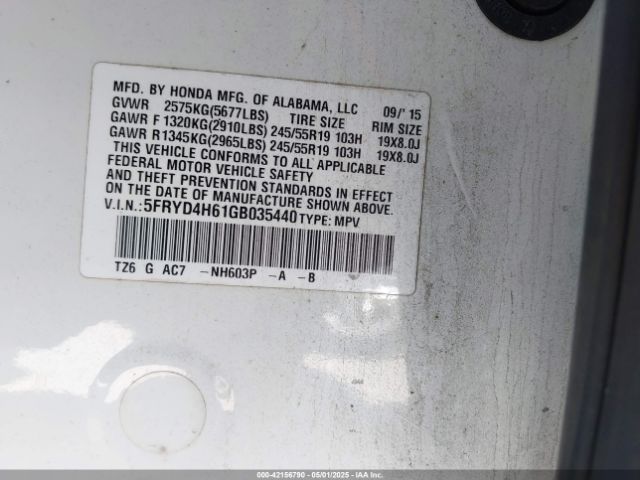 MFD. BY HONDA MFG. OF ALABAMA, LLC 09/' 15
GVWR 2575KG(5677LBS) TIRE SIZE RIM SIZE
GAWR F 1320KG(2910LBS) 245/55R19 103H 19X8.0J
GAWR R 1345KG(2965LBS) 245/55R19 103H 19X8.0J
THIS VEHICLE CONFORMS TO ALL APPLICABLE
FEDERAL MOTOR VEHICLE SAFETY
AND THEFT PREVENTION STANDARDS IN EFFECT
ON THE DATE OF MANUFACTURE SHOWN ABOVE.
V.I.N.:5FRYD4H61GB035440 TYPE: MPV
TZ6 G AC7 -NH603P -A -B
000-42156790 - 05/01/2025 - IAAI.COM